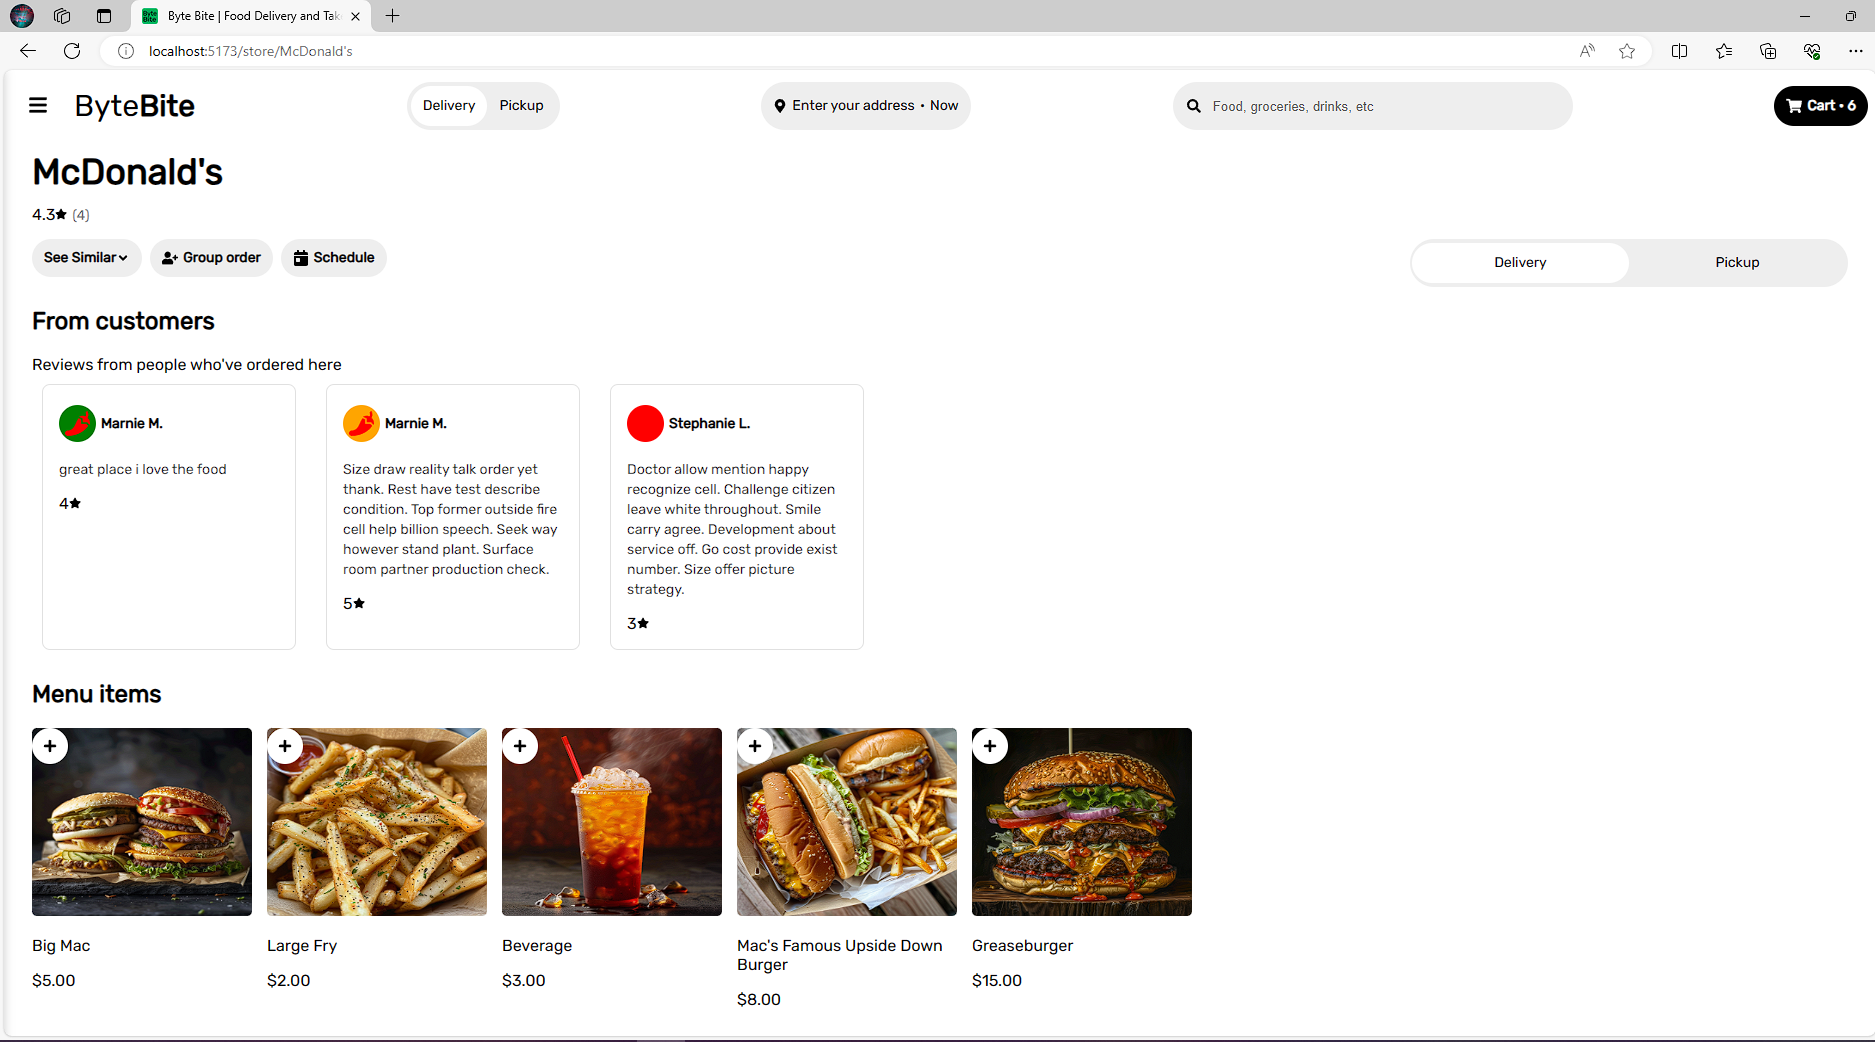 Byte Bite | Food Delivery and Tak
localhost:5173/store/McDonald's
ByteBite
Delivery
Pickup
Enter your address • Now
Food, groceries, drinks, etc
Cart • 6
McDonald's
4.3★ (4)
See Similar
Group order
Schedule
Delivery
Pickup
From customers
Reviews from people who've ordered here
Marnie M.
great place i love the food
4★
Marnie M.
Size draw reality talk order yet
thank. Rest have test describe
condition. Top former outside fire
cell help billion speech. Seek way
however stand plant. Surface
room partner production check.
5★
Stephanie L.
Doctor allow mention happy
recognize cell. Challenge citizen
leave white throughout. Smile
carry agree. Development about
service off. Go cost provide exist
number. Size offer picture
strategy.
3★
Menu items
Big Mac
$5.00
Large Fry
$2.00
Beverage
$3.00
Mac's Famous Upside Down
Burger
$8.00
Greaseburger
$15.00